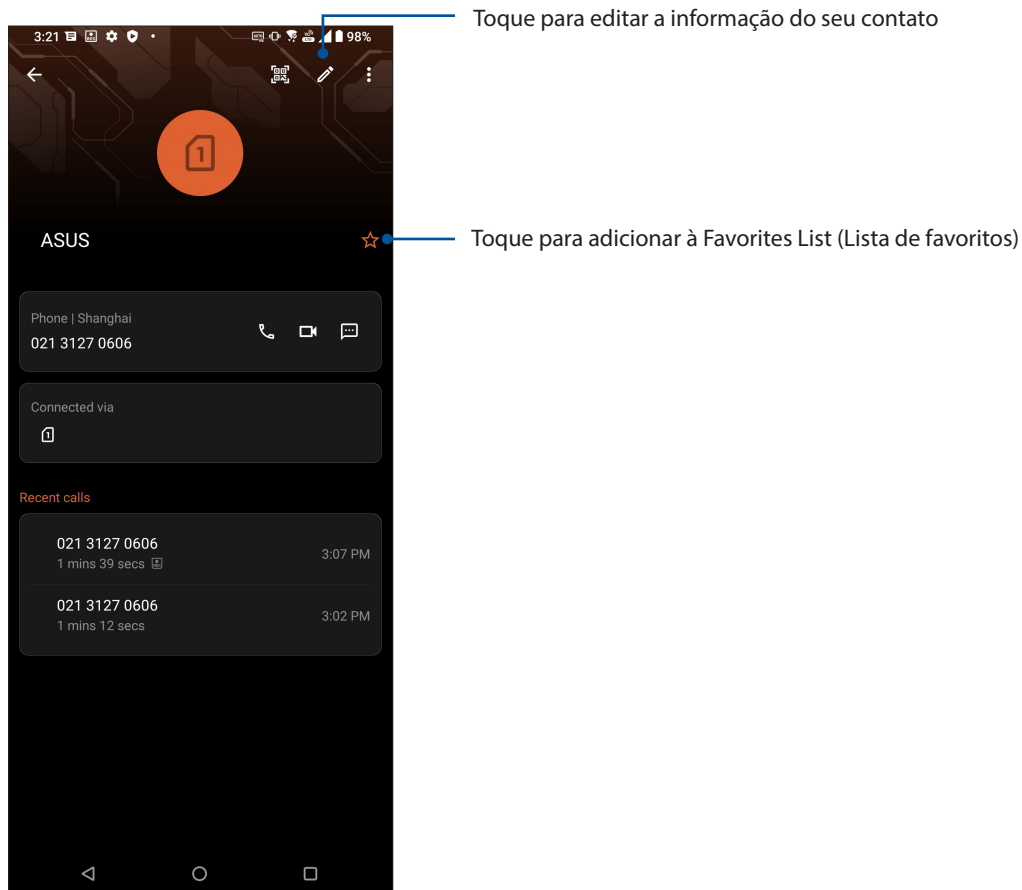 Toque para editar a informação do seu contato
3:21
98%
1
ASUS
Toque para adicionar à Favorites List (Lista de favoritos)
Phone | Shanghai
021 3127 0606
Connected via
1
Recent calls
021 3127 0606
3:07 PM
1 mins 39 secs
021 3127 0606
3:02 PM
1 mins 12 secs